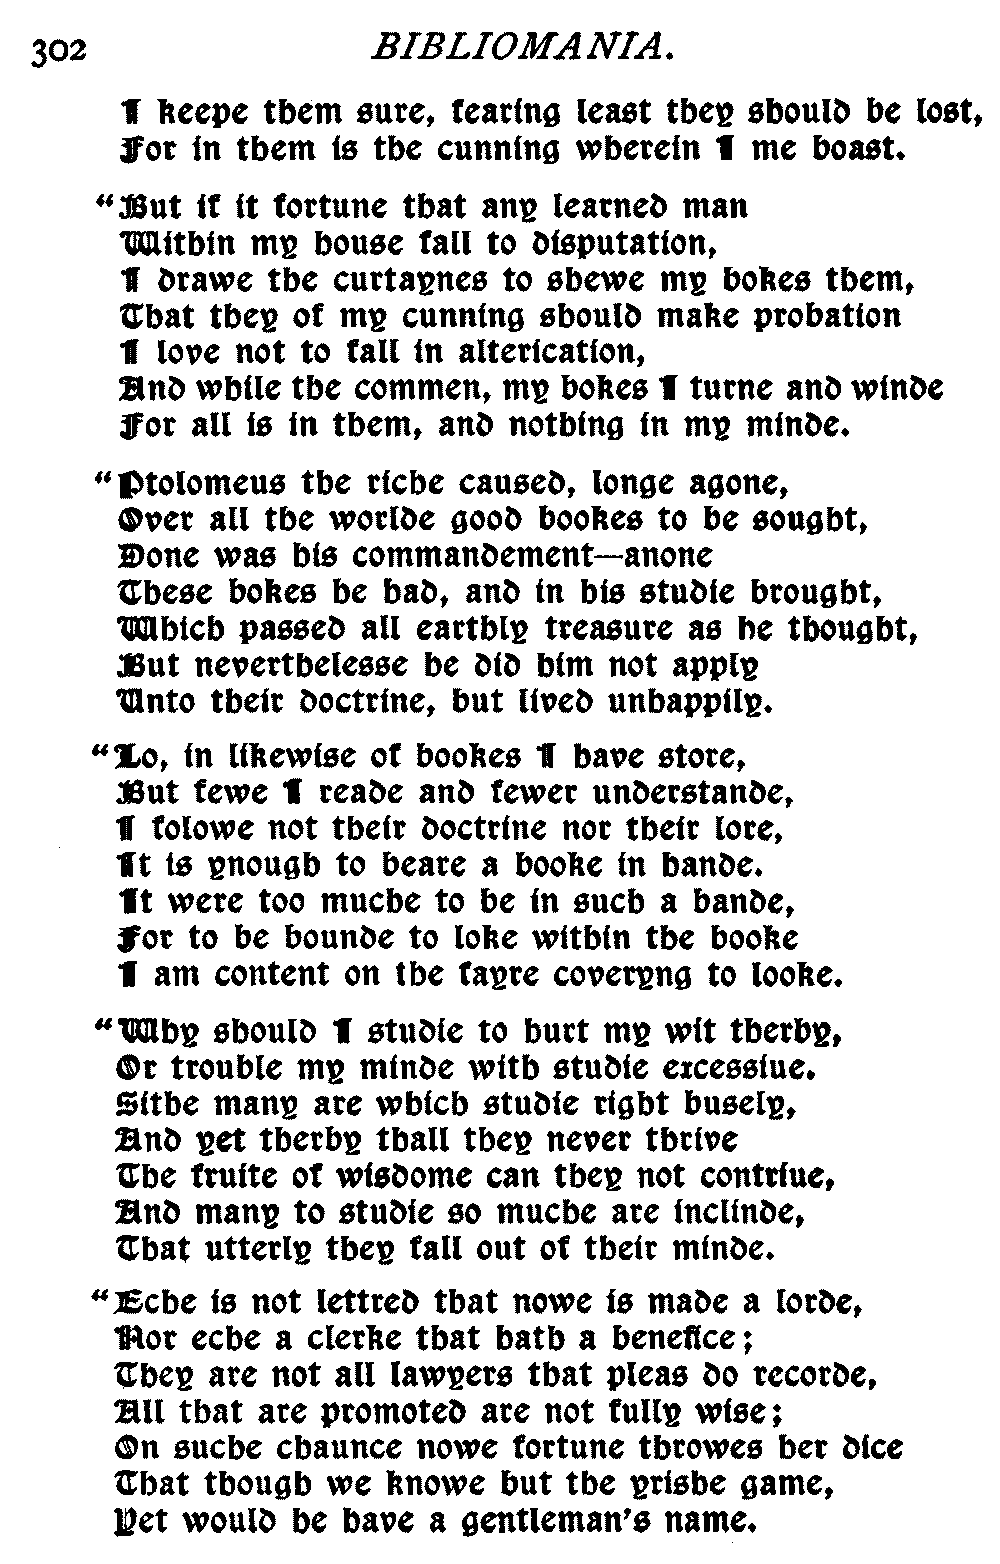 302 BIBLIOMANIA.
I keepe them sure, fearing least they should be lost,
For in them is the cunning wherein I me boast.
"But if it fortune that any learned man
Within my house fall to disputation,
I drawe the curtaynes to shewe my bokes them,
That they of my cunning should make probation
I love not to fall in alterication,
And while the commen, my bokes I turne and winde
For all is in them, and nothing in my minde.
"Ptolomeus the riche caused, longe agone,
Over all the worlde good bookes to be sought,
Done was his commandement—anone
These bokes he had, and in his studie brought,
Which passed all earthly treasure as he thought,
But neverthelesse he did him not apply
Unto their doctrine, but lived unhappily.
"Lo, in likewise of bookes I have store,
But fewe I reade and fewer understande,
I folowe not their doctrine nor their lore,
It is ynough to beare a booke in hande.
It were too muche to be in such a bande,
For to be bounde to loke within the booke
I am content on the fayre coveryng to looke.
"Why should I studie to hurt my wit therby,
Or trouble my minde with studie excessiue.
Sithe many are which studie right busely,
And yet therby thall they never thrive
The fruite of wisdome can they not contriue,
And many to studie so muche are inclinde,
That utterly they fall out of their minde.
"Eche is not lettred that nowe is made a lorde,
Nor eche a clerke that hath a benefice;
They are not all lawyers that pleas do recorde,
All that are promoted are not fully wise;
On suche chaunce nowe fortune throwes her dice
That though we knowe but the yrishe game,
Yet would he have a gentleman's name.